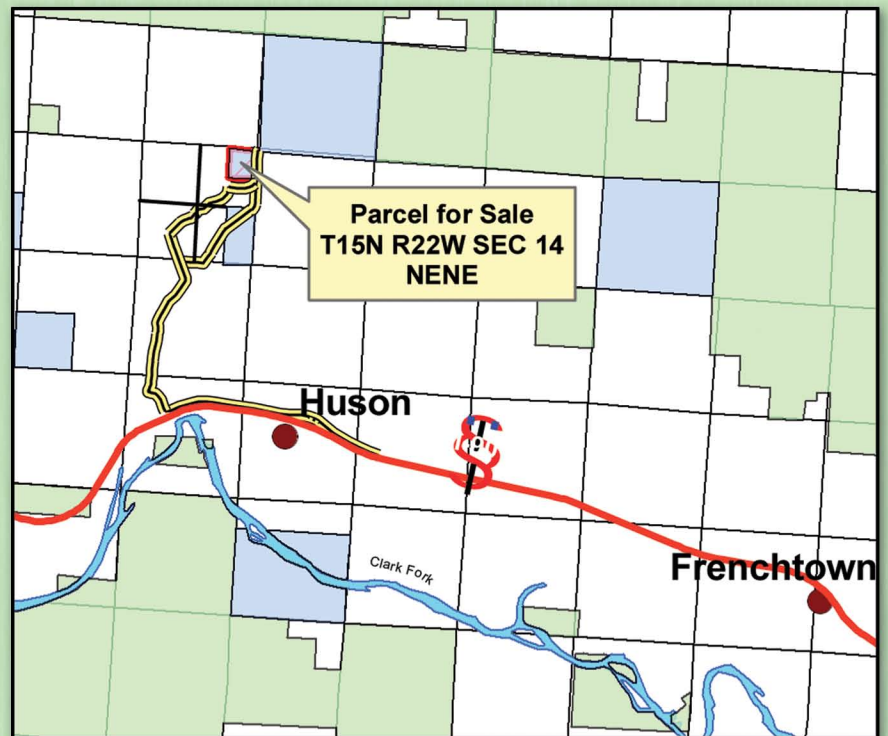 Parcel for Sale
T15N R22W SEC 14
NENE
Huson
Clark Fork
Frenchtown